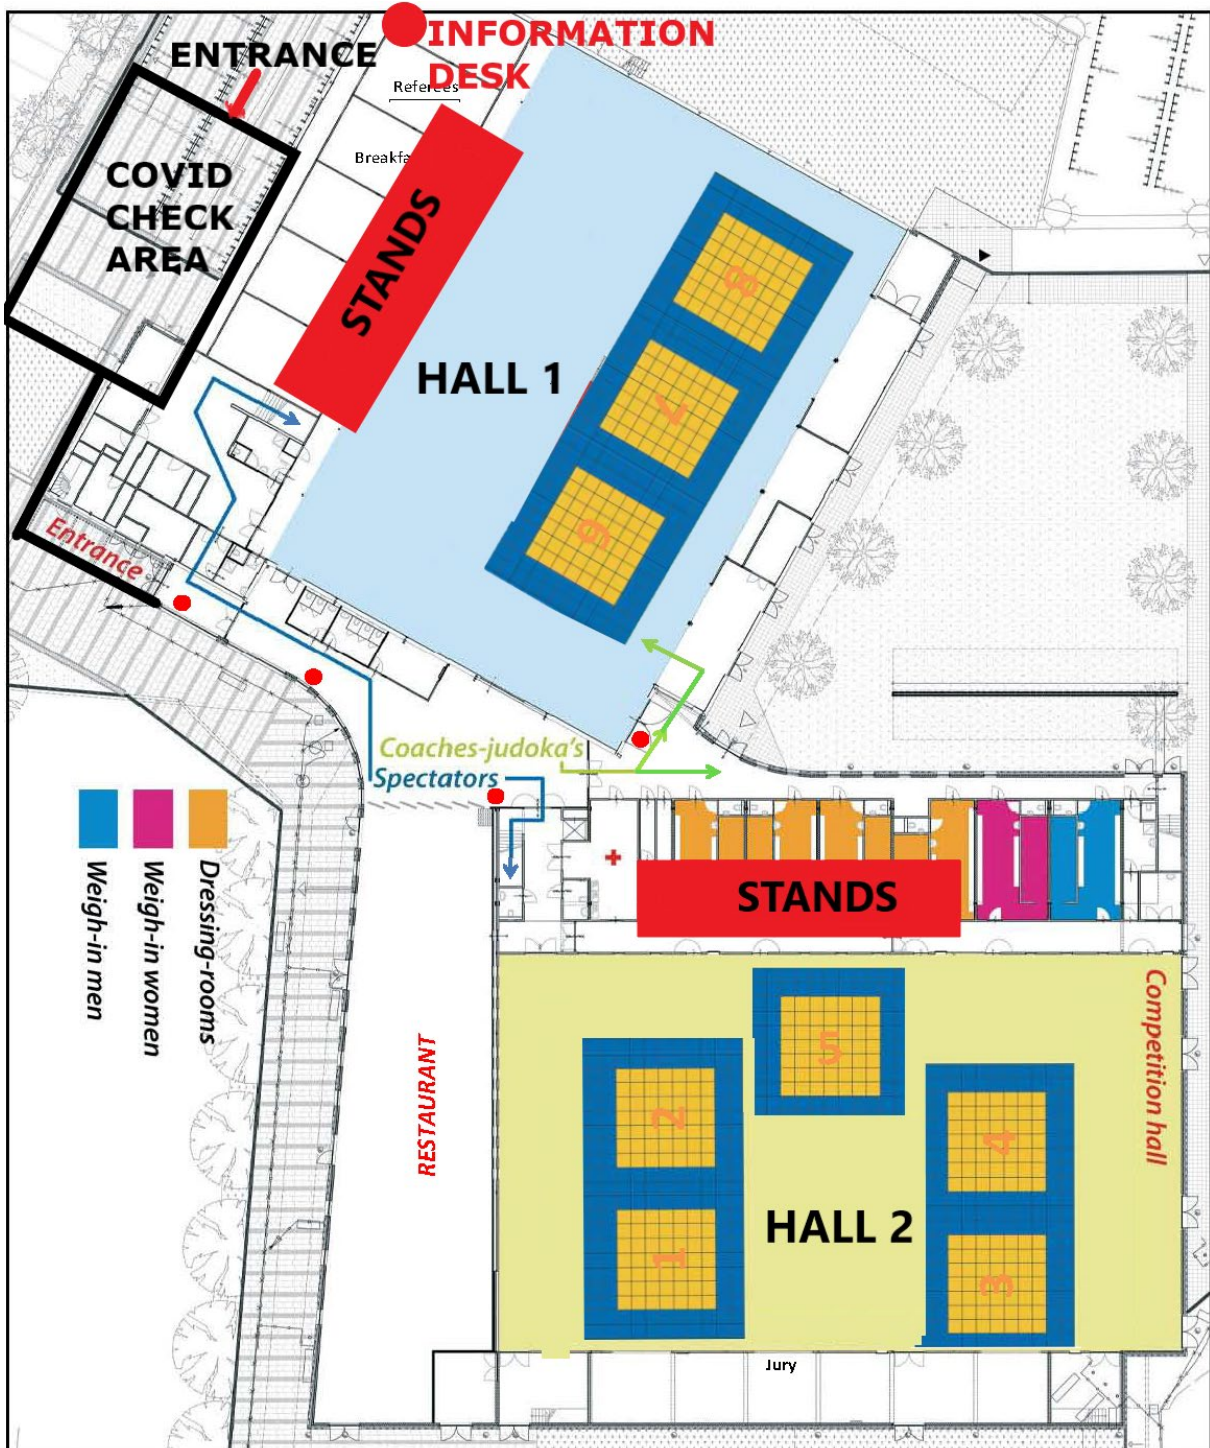 INFORMATION
DESK
ENTRANCE
Referees
Breakfa
COVID
CHECK
AREA
STANDS
HALL 1
8
7
6
Entrance
Coaches-judoka's
Spectators
Dressing-rooms
Weigh-in women
Weigh-in men
STANDS
Competition hall
RESTAURANT
5
2
4
1
HALL 2
3
Jury